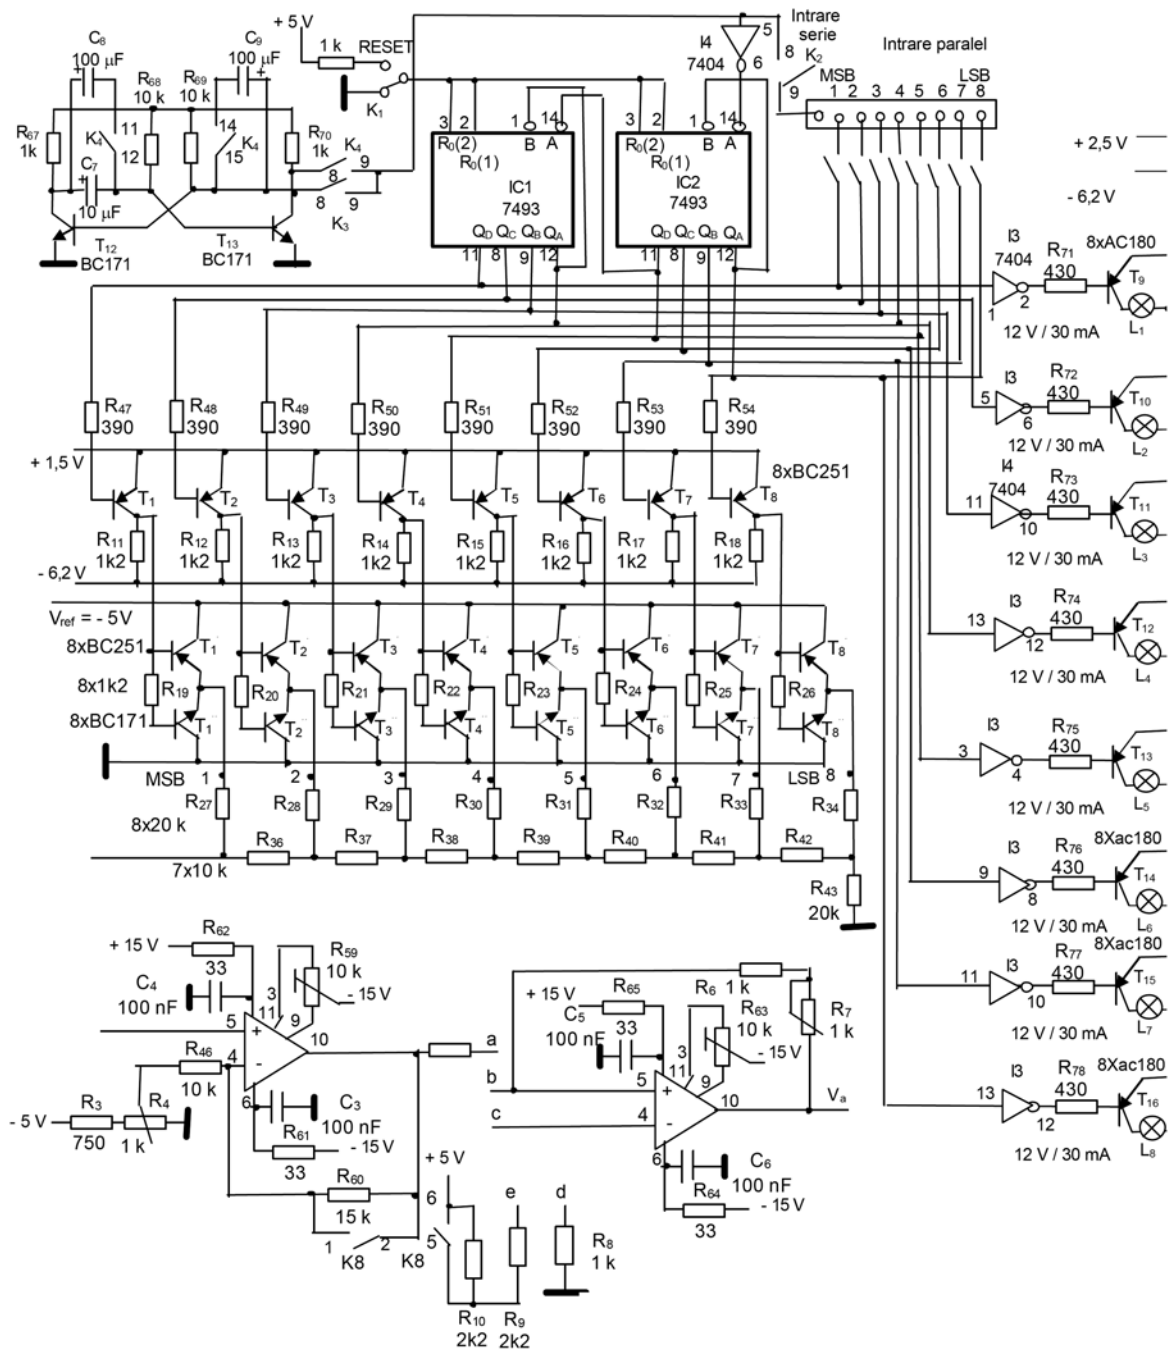 + 5 V
C8
100 µF
C9
100 µF
R68
10 k
R69
10 k
1 k
RESET
K1
I4
7404
5
6
Intrare
serie
8
K2
9
Intrare paralel
MSB
LSB
1 2 3 4 5 6 7 8
R67
1k
K4
11
12
14
K4
15
R70
1k
C7
10 µF
K4
8
9
8
9
K3
T12
BC171
T13
BC171
3 2 1 14
R0(2)
B A
R0(1)
IC1
7493
QD QC QB QA
11 8 9 12
3 2 1 14
R0(2)
B A
R0(1)
IC2
7493
QD QC QB QA
11 8 9 12
+ 2,5 V
- 6,2 V
I3
7404
1
2
R71
430
8xAC180
T9
L1
12 V / 30 mA
I3
5
6
R72
430
T10
L2
12 V / 30 mA
I4
7404
11
10
R73
430
T11
L3
12 V / 30 mA
I3
13
12
R74
430
T12
L4
12 V / 30 mA
I3
3
4
R75
430
T13
L5
12 V / 30 mA
I3
9
8
R76
430
8Xac180
T14
L6
12 V / 30 mA
I3
11
10
R77
430
8Xac180
T15
L7
12 V / 30 mA
I3
13
12
R78
430
8Xac180
T16
L8
12 V / 30 mA
R47
390
R48
390
R49
390
R50
390
R51
390
R52
390
R53
390
R54
390
+ 1,5 V
8xBC251
T1 T2 T3 T4 T5 T6 T7 T8
R11
1k2
R12
1k2
R13
1k2
R14
1k2
R15
1k2
R16
1k2
R17
1k2
R18
1k2
- 6,2 V
Vref = - 5V
8xBC251
T1 T2 T3 T4 T5 T6 T7 T8
8x1k2
R19 R20 R21 R22 R23 R24 R25 R26
8xBC171
T1 T2 T3 T4 T5 T6 T7 T8
MSB 1 2 3 4 5 6 7 LSB 8
R27 R28 R29 R30 R31 R32 R33 R34
8x20 k
R36 R37 R38 R39 R40 R41 R42
7x10 k
R43
20k
R62
+ 15 V
33
C4
100 nF
R59
10 k
- 15 V
3
11
9
5
+
10
4
-
6
R46
10 k
R3
R4
- 5 V
750
1 k
C3
100 nF
R61
33
- 15 V
R60
15 k
1
K8
2
K8
a
b
c
+ 5 V
6
5
e
d
R8
1 k
R10
2k2
R9
2k2
R65
+ 15 V
C5
100 nF
33
R6
1 k
R63
10 k
- 15 V
R7
1 k
3
11
9
5
+
10
4
-
6
Va
C6
100 nF
R64
33
- 15 V